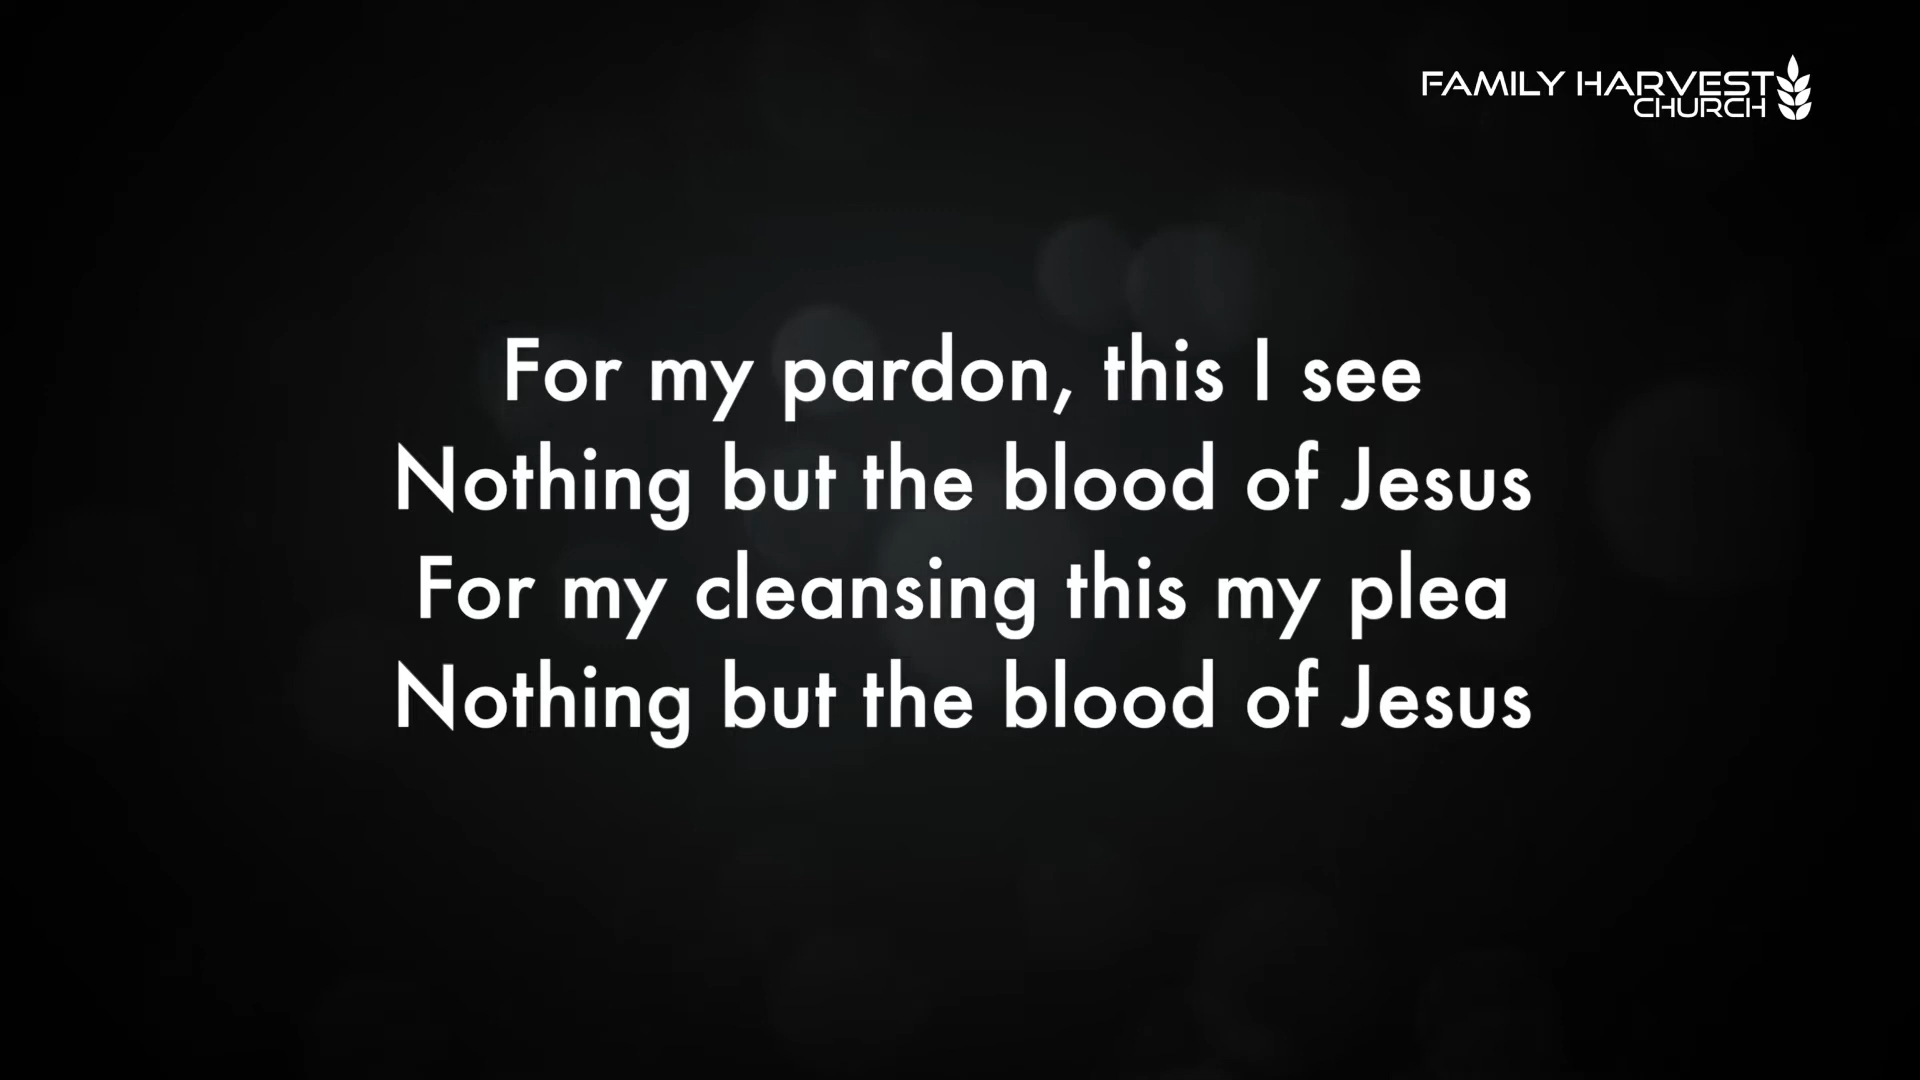 FAMILY HARVEST
CHURCH
For my pardon, this I see
Nothing but the blood of Jesus
For my cleansing this my plea
Nothing but the blood of Jesus